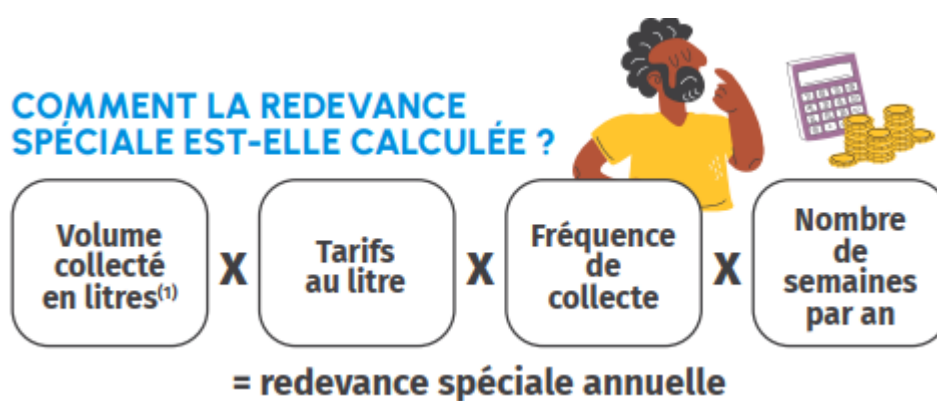 COMMENT LA REDEVANCE
SPÉCIALE EST-ELLE CALCULÉE ?
Volume
collecté
en litres(1)
X
Tarifs
au litre
X
Fréquence
de
collecte
X
Nombre
de
semaines
par an
= redevance spéciale annuelle